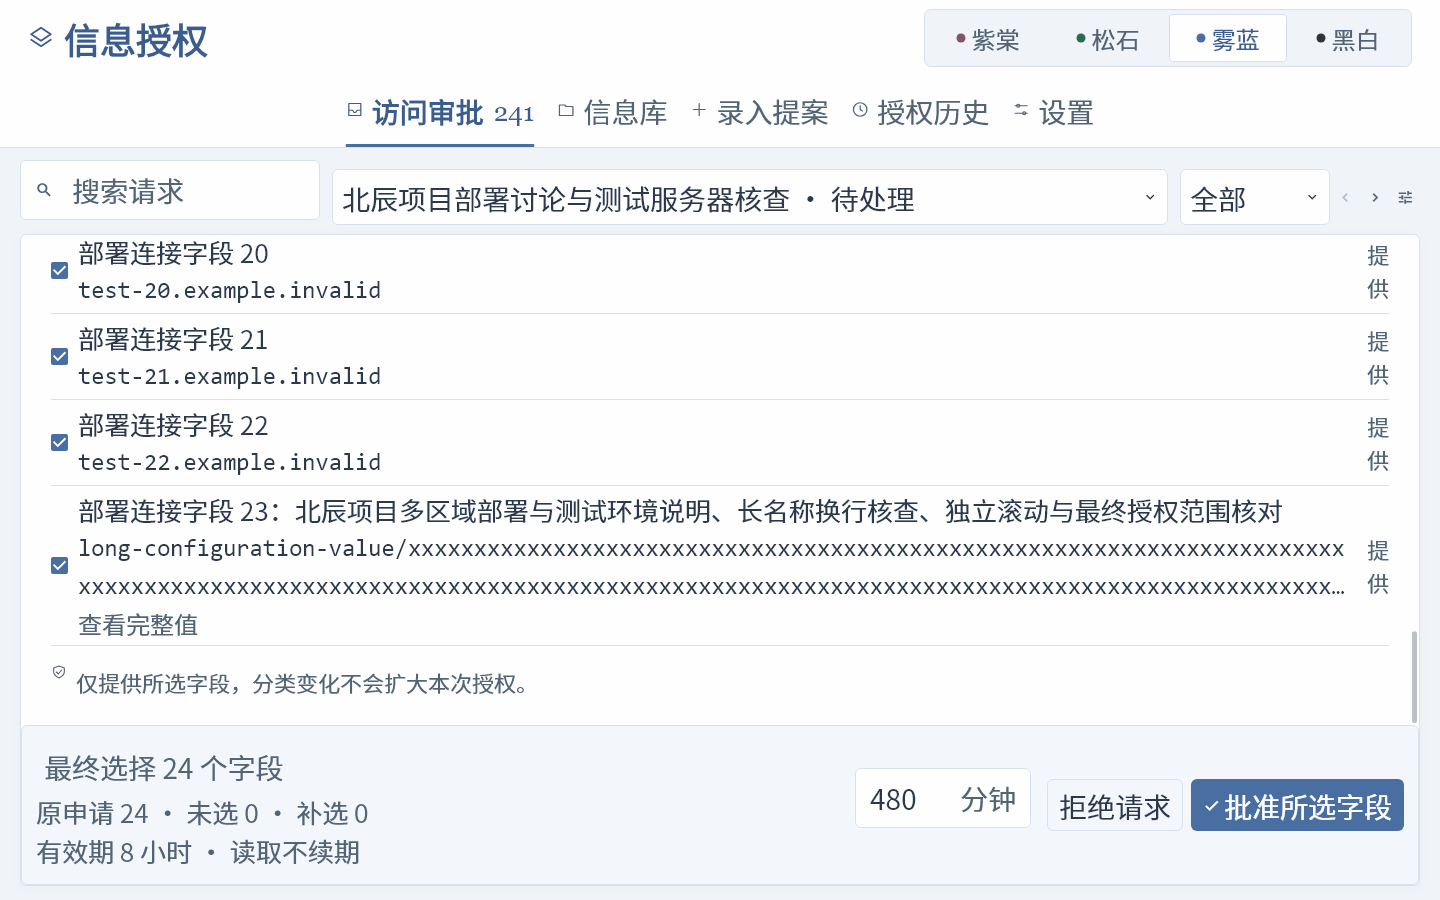 信息授权
紫棠 松石 雾蓝 黑白
访问审批 241 信息库 录入提案 授权历史 设置
搜索请求 北辰项目部署讨论与测试服务器核查 · 待处理 全部
部署连接字段 20
test-20.example.invalid
提供
部署连接字段 21
test-21.example.invalid
提供
部署连接字段 22
test-22.example.invalid
提供
部署连接字段 23：北辰项目多区域部署与测试环境说明、长名称换行核查、独立滚动与最终授权范围核对
long-configuration-value/xxxxxxxxxxxxxxxxxxxxxxxxxxxxxxxxxxxxxxxxxxxxxxxxxxxxxxxxxxxxxxxxxxxxxxx
xxxxxxxxxxxxxxxxxxxxxxxxxxxxxxxxxxxxxxxxxxxxxxxxxxxxxxxxxxxxxxxxxxxxxxxxxxxxxxxxxxxxxxxxxxxxxxx…
提供
查看完整值
仅提供所选字段，分类变化不会扩大本次授权。
最终选择 24 个字段
原申请 24 · 未选 0 · 补选 0
有效期 8 小时 · 读取不续期
480 分钟 拒绝请求 批准所选字段